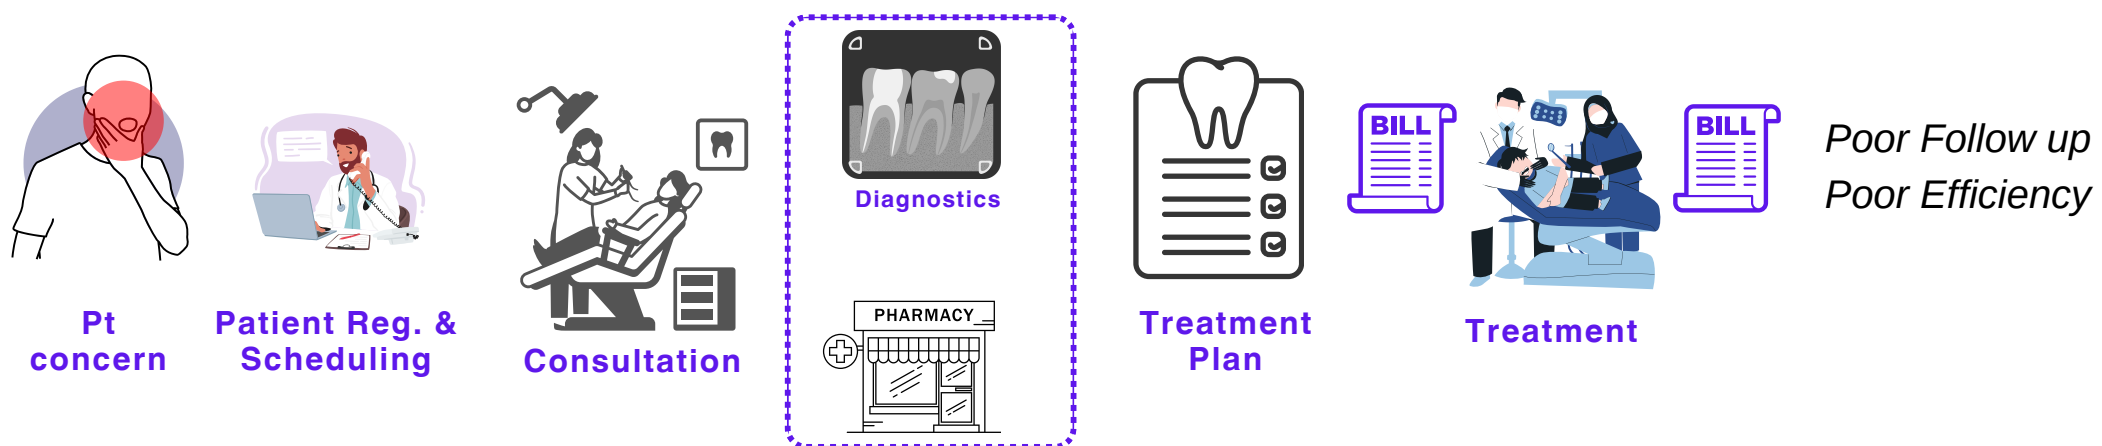 Pt
concern
Patient Reg. &
Scheduling
Consultation
Diagnostics
PHARMACY
Treatment
Plan
BILL
Treatment
BILL
Poor Follow up
Poor Efficiency